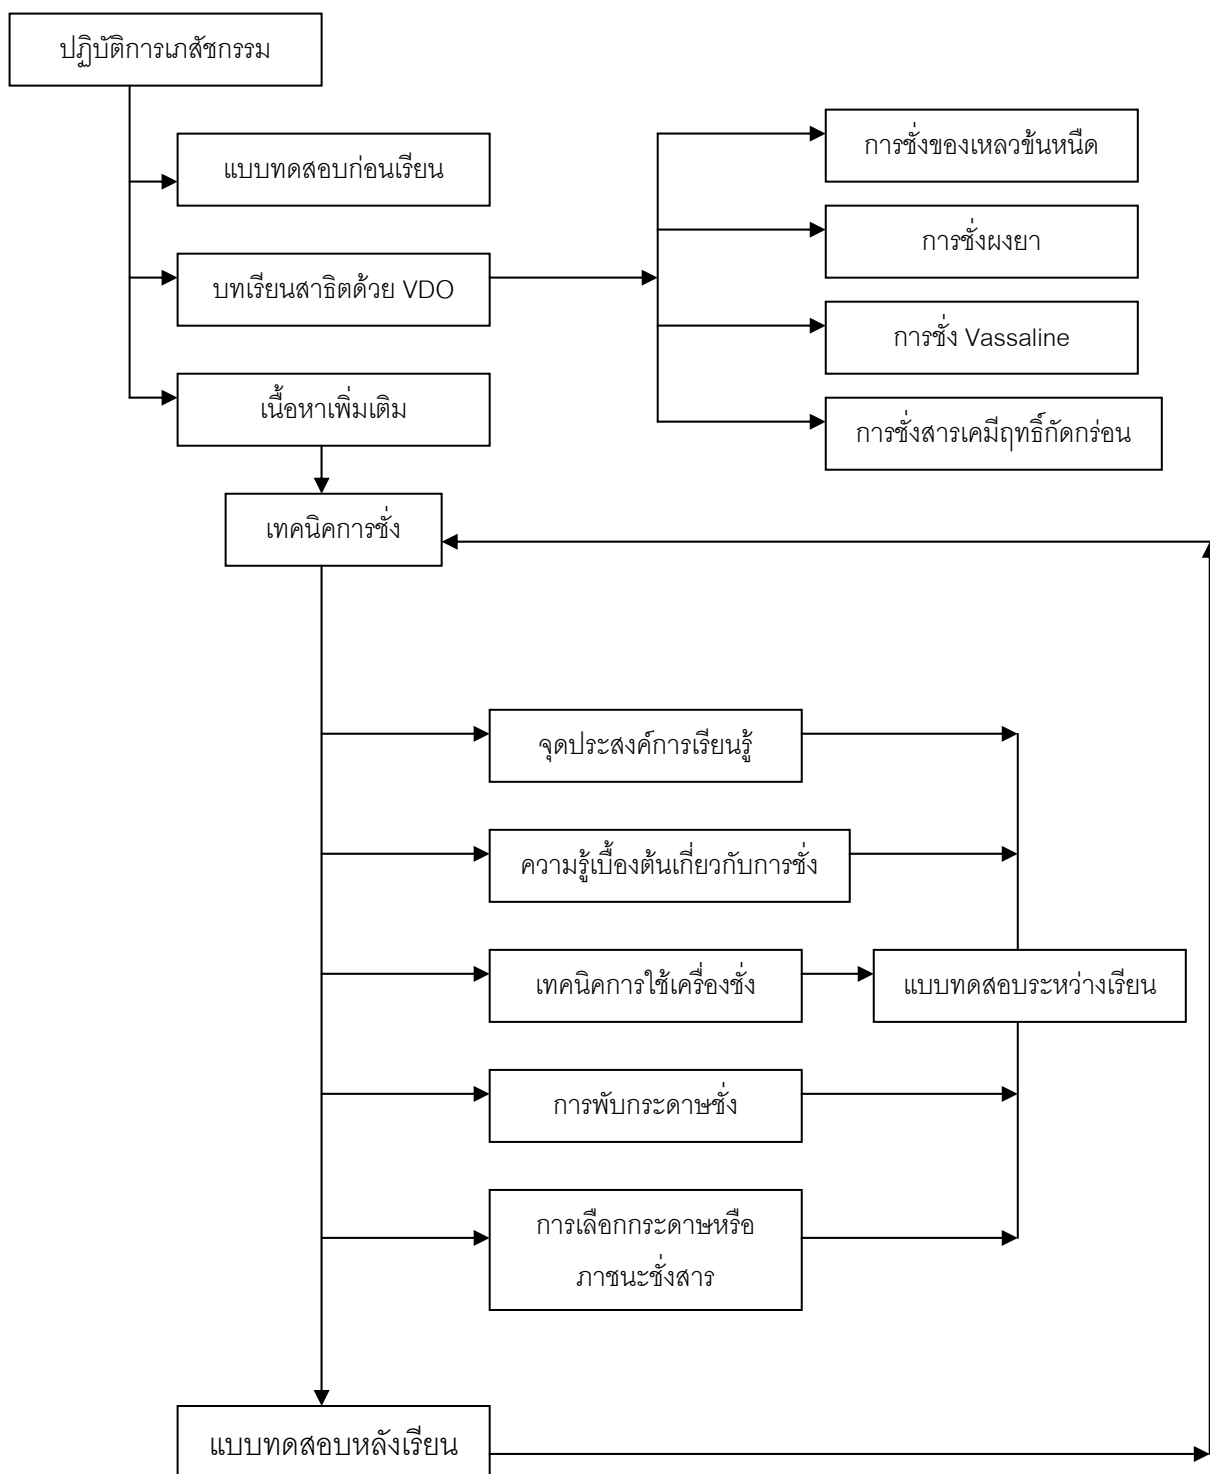 ปฏิบัติการเภสัชกรรม
แบบทดสอบก่อนเรียน
บทเรียนสาธิตด้วย VDO
เนื้อหาเพิ่มเติม
การชั่งของเหลวข้นหนืด
การชั่งผงยา
การชั่ง Vassaline
การชั่งสารเคมีฤทธิ์กัดกร่อน
เทคนิคการชั่ง
จุดประสงค์การเรียนรู้
ความรู้เบื้องต้นเกี่ยวกับการชั่ง
เทคนิคการใช้เครื่องชั่ง
แบบทดสอบระหว่างเรียน
การพับกระดาษชั่ง
การเลือกกระดาษหรือ
ภาชนะชั่งสาร
แบบทดสอบหลังเรียน